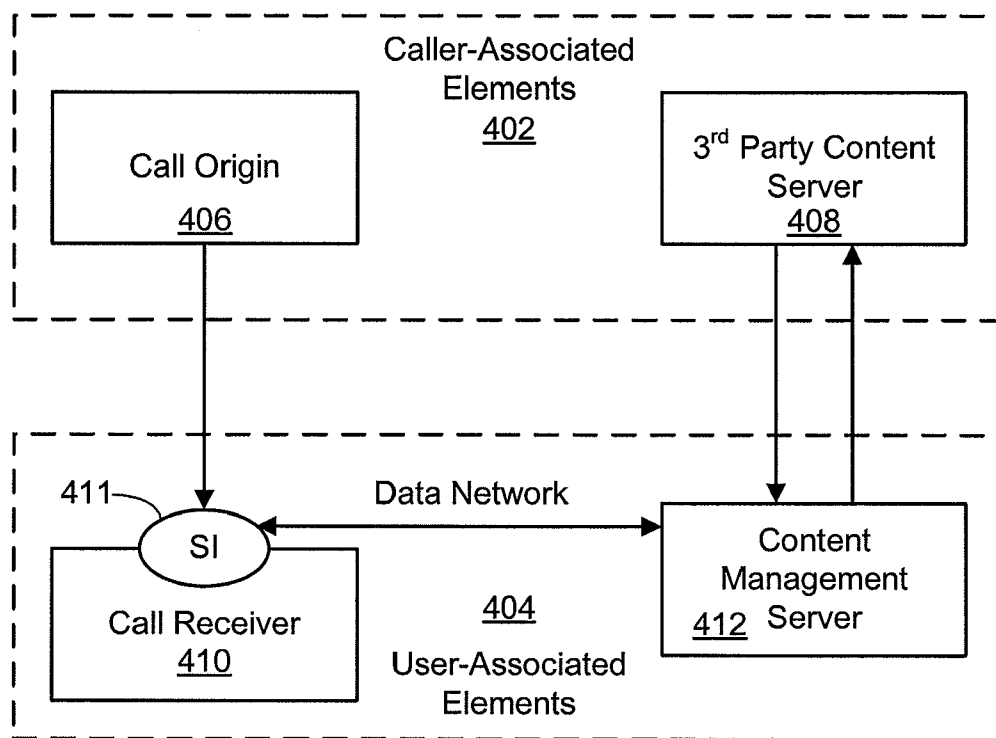 Caller-Associated
Elements
402
Call Origin
406
3rd Party Content
Server
408
411
SI
Data Network
Call Receiver
410
404
User-Associated
Elements
Content
Management
Server
412